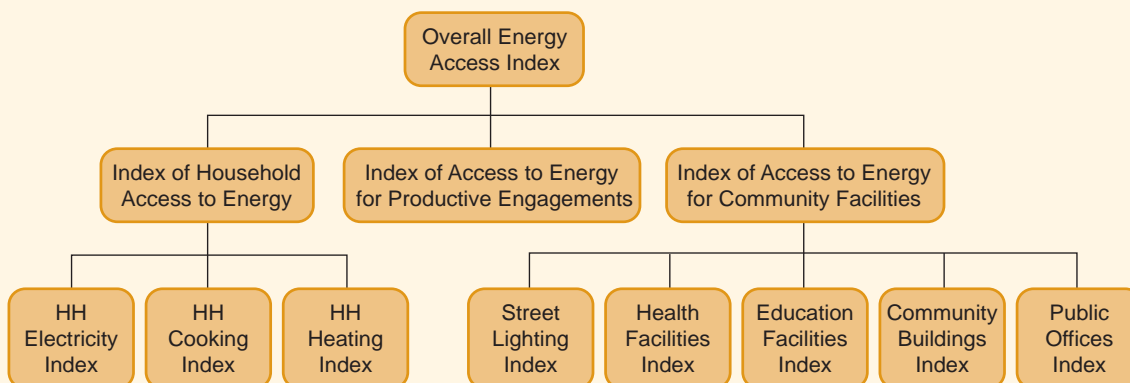 Overall Energy
Access Index
Index of Household
Access to Energy
Index of Access to Energy
for Productive Engagements
Index of Access to Energy
for Community Facilities
HH
Electricity
Index
HH
Cooking
Index
HH
Heating
Index
Street
Lighting
Index
Health
Facilities
Index
Education
Facilities
Index
Community
Buildings
Index
Public
Offices
Index